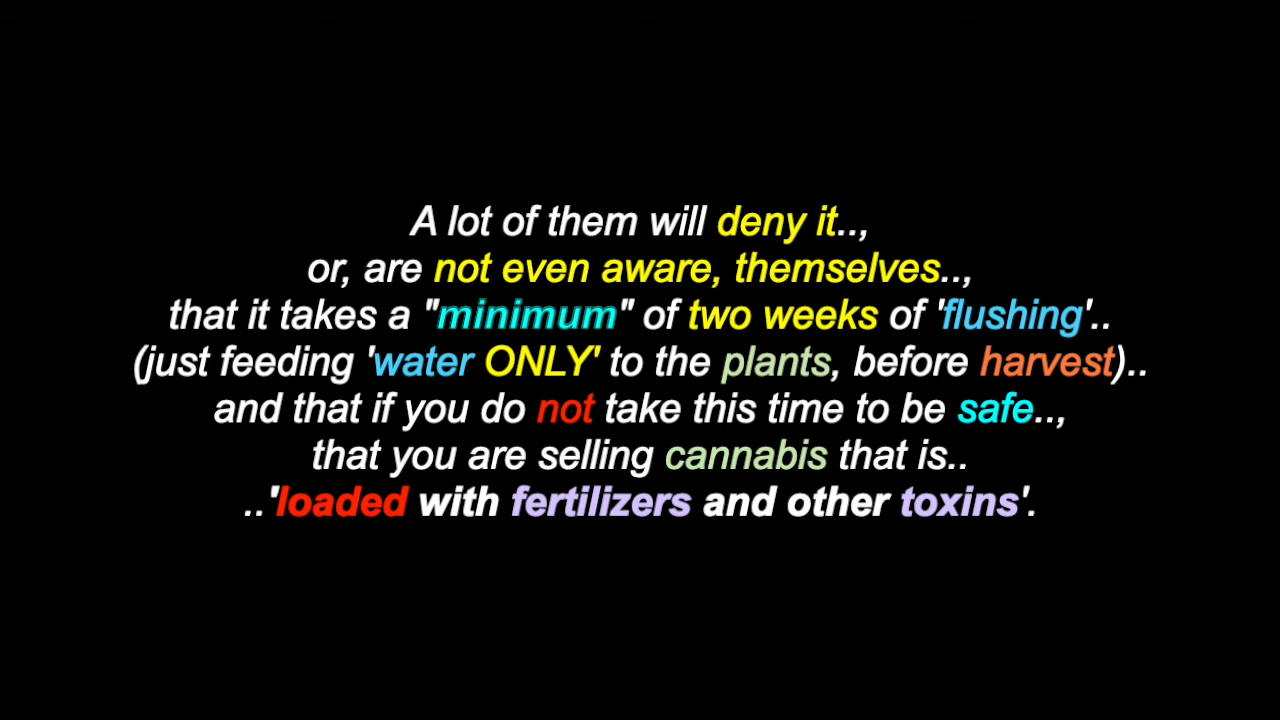 A lot of them will deny it..,
or, are not even aware, themselves..,
that it takes a "minimum" of two weeks of 'flushing'..
(just feeding 'water ONLY' to the plants, before harvest)..
and that if you do not take this time to be safe..,
that you are selling cannabis that is..
..'loaded with fertilizers and other toxins'.